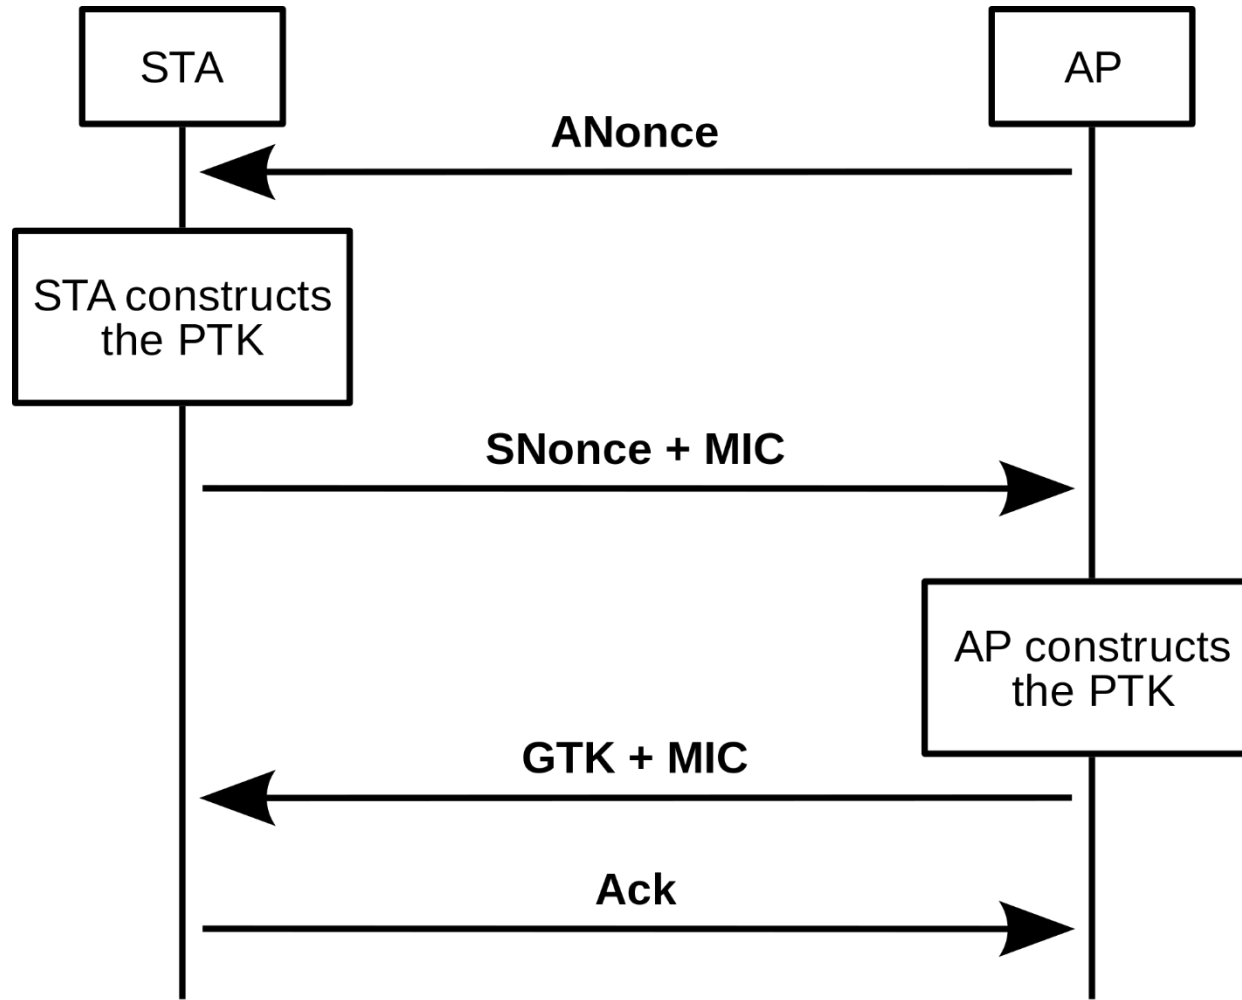 STA
AP
ANonce
STA constructs
the PTK
SNonce + MIC
AP constructs
the PTK
GTK + MIC
Ack